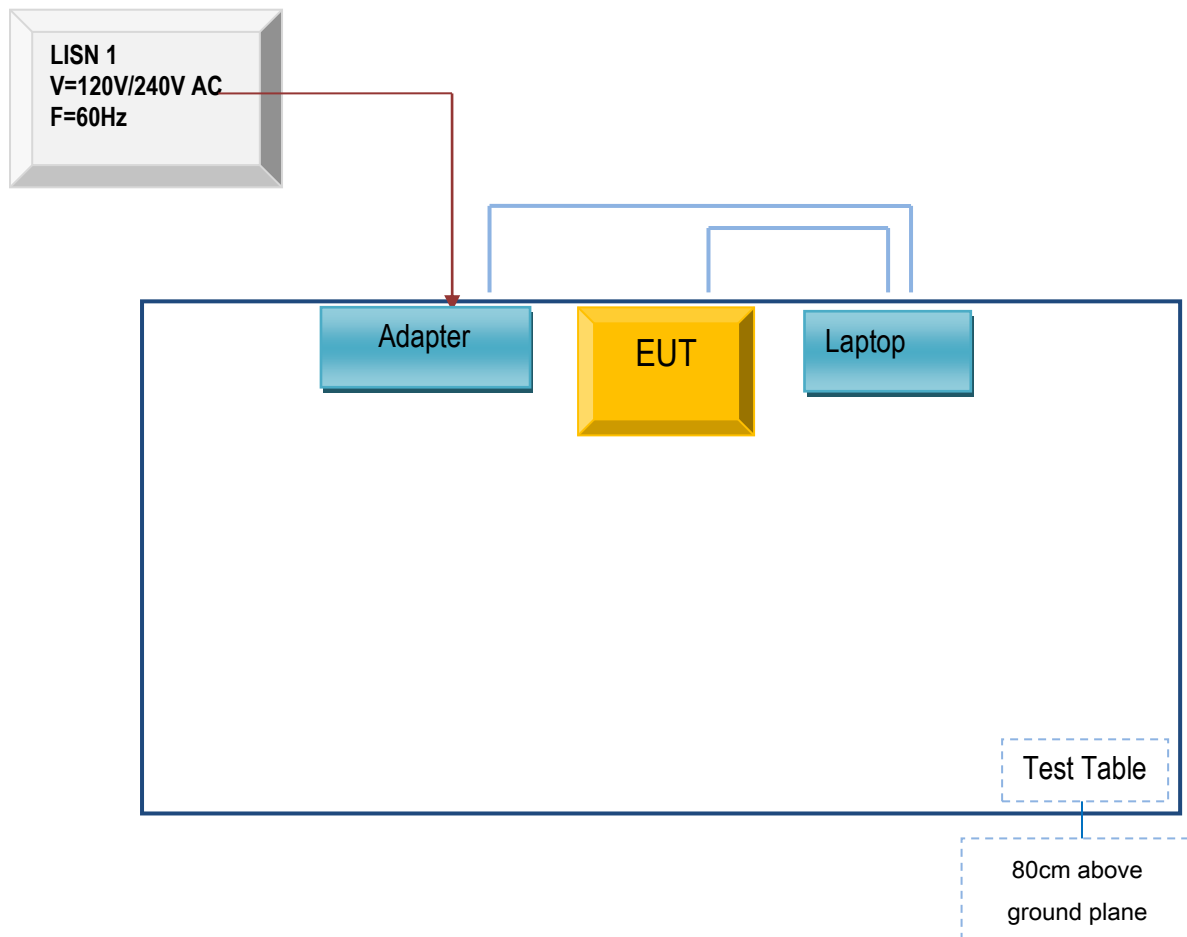 LISN 1
V=120V/240V AC
F=60Hz
Adapter
EUT
Laptop
Test Table
80cm above
ground plane